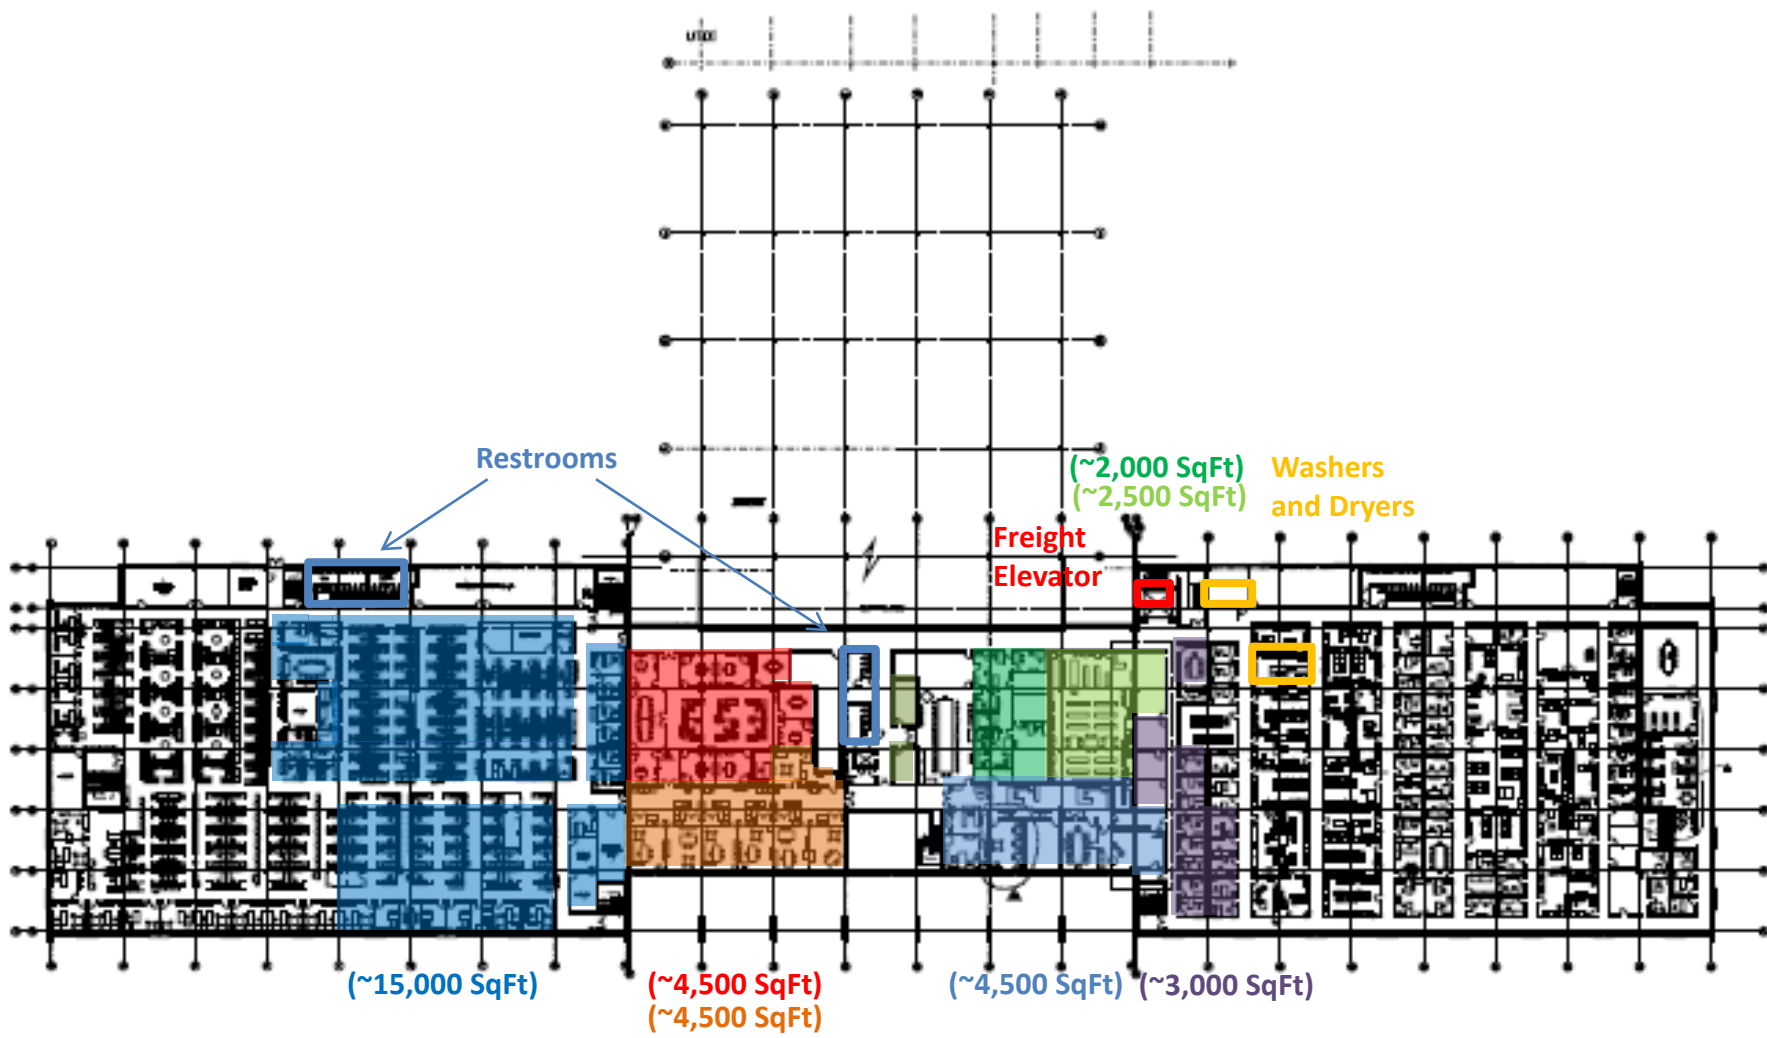 Restrooms
(~2,000 SqFt)
(~2,500 SqFt)
Washers
and Dryers
Freight
Elevator
(~15,000 SqFt)
(~4,500 SqFt)
(~4,500 SqFt)
(~4,500 SqFt)
(~3,000 SqFt)